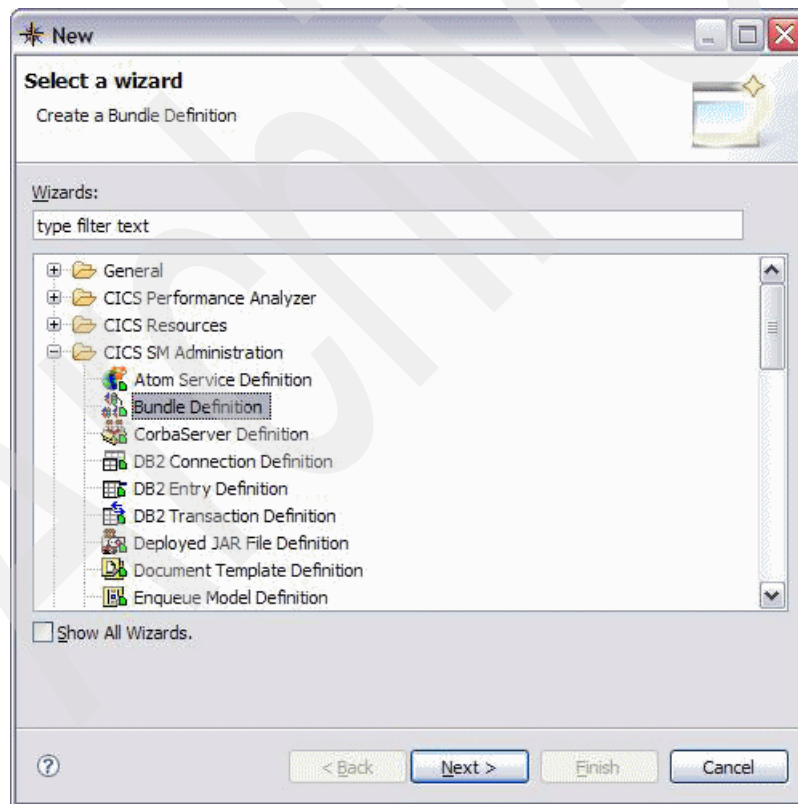 New
Select a wizard
Create a Bundle Definition
Wizards:
type filter text
General
CICS Performance Analyzer
CICS Resources
CICS SM Administration
Atom Service Definition
Bundle Definition
CorbaServer Definition
DB2 Connection Definition
DB2 Entry Definition
DB2 Transaction Definition
Deployed JAR File Definition
Document Template Definition
Enqueue Model Definition
Show All Wizards.
? < Back Next > Finish Cancel